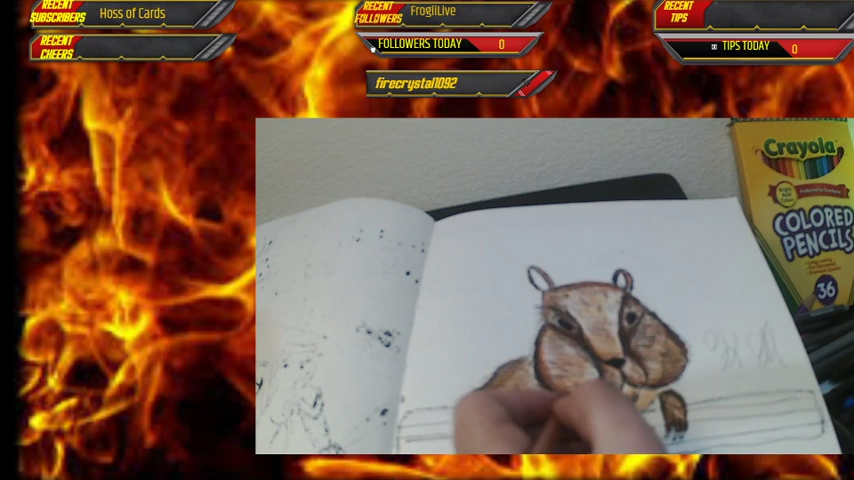 RECENT
SUBSCRIBERS
Hoss of Cards
RECENT
CHEERS
RECENT
FOLLOWERS
FrogliLive
FOLLOWERS TODAY 0
firecrystal1092
RECENT
TIPS
TIPS TODAY 0
Crayola
COLORED
PENCILS
36